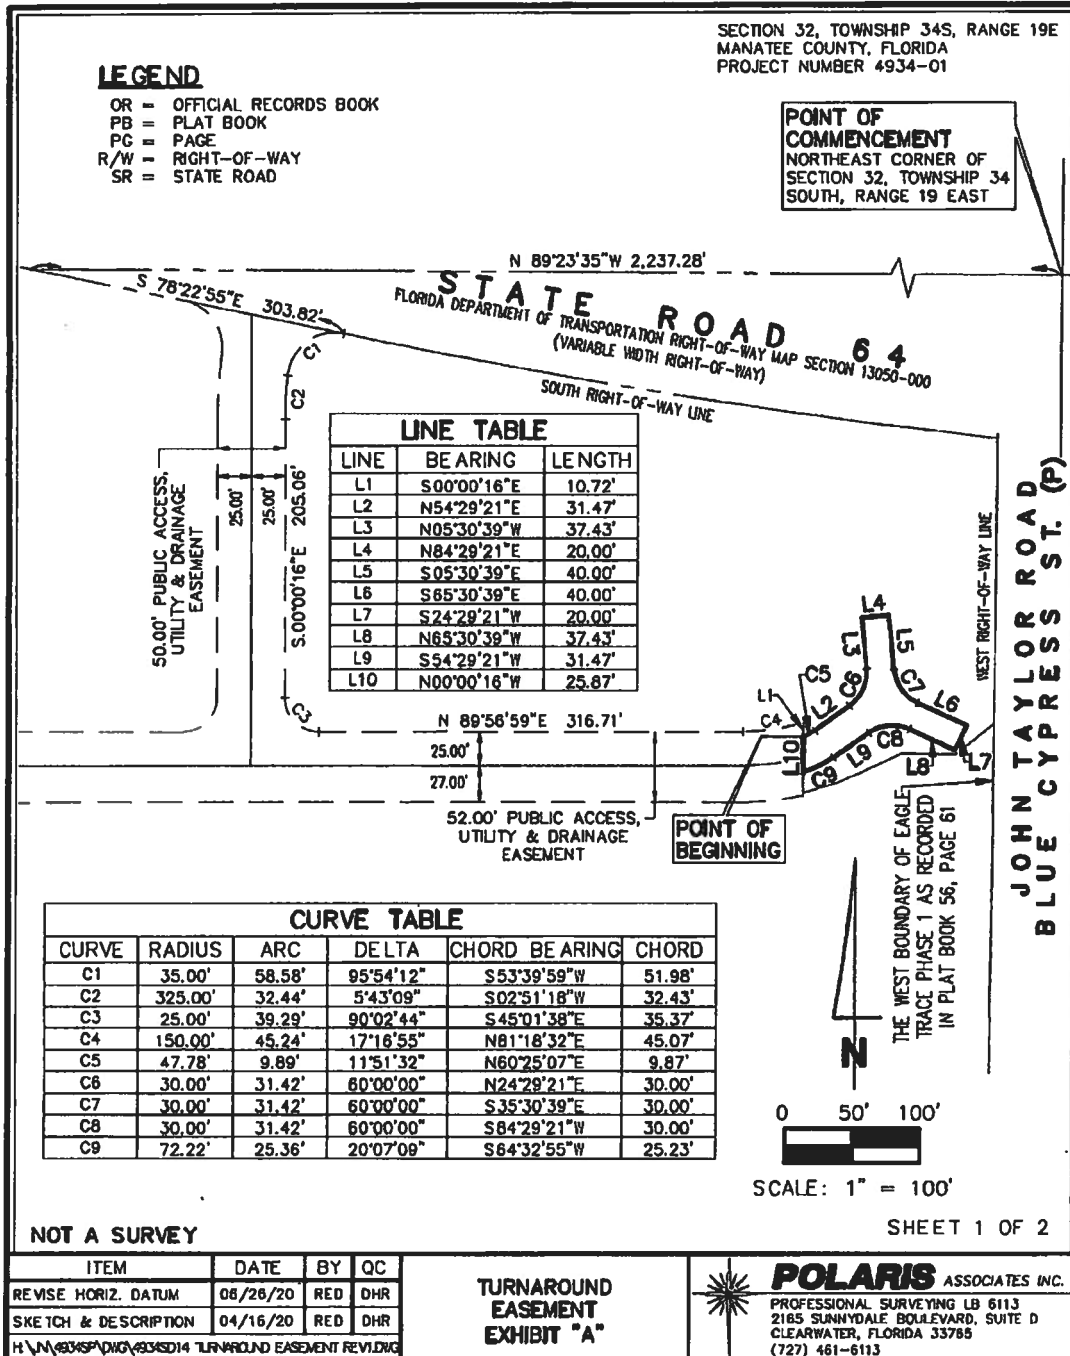 SECTION 32, TOWNSHIP 34S, RANGE 19E
MANATEE COUNTY, FLORIDA
PROJECT NUMBER 4934-01
LEGEND
OR = OFFICIAL RECORDS BOOK
PB = PLAT BOOK
PG = PAGE
R/W = RIGHT-OF-WAY
SR = STATE ROAD
POINT OF
COMMENCEMENT
NORTHEAST CORNER OF
SECTION 32, TOWNSHIP 34
SOUTH, RANGE 19 EAST
N 89°23'35"W 2,237.28'
S 78°22'55"E 303.82'
STATE ROAD 64
FLORIDA DEPARTMENT OF TRANSPORTATION RIGHT-OF-WAY MAP SECTION 13050-000
(VARIABLE WIDTH RIGHT-OF-WAY)
SOUTH RIGHT-OF-WAY LINE
C1
C2
50.00' PUBLIC ACCESS,
UTILITY & DRAINAGE
EASEMENT
25.00'
25.00'
S.00°00'16"E 205.06'
C3
LINE TABLE
LINE BEARING LENGTH
L1 S00°00'16"E 10.72'
L2 N54°29'21"E 31.47'
L3 N05°30'39"W 37.43'
L4 N84°29'21"E 20.00'
L5 S05°30'39"E 40.00'
L6 S65°30'39"E 40.00'
L7 S24°29'21"W 20.00'
L8 N65°30'39"W 37.43'
L9 S54°29'21"W 31.47'
L10 N00°00'16"W 25.87'
N 89°56'59"E 316.71'
25.00'
27.00'
52.00' PUBLIC ACCESS,
UTILITY & DRAINAGE
EASEMENT
C4
L1
L2
C5
C6
L3
L4
L5
C7
L6
L7
L8
C8
L9
C9
L10
POINT OF
BEGINNING
WEST RIGHT-OF-WAY LINE
JOHN TAYLOR ROAD
BLUE CYPRESS ST. (P)
THE WEST BOUNDARY OF EAGLE
TRACE PHASE 1 AS RECORDED
IN PLAT BOOK 56, PAGE 61
CURVE TABLE
CURVE RADIUS ARC DELTA CHORD BEARING CHORD
C1 35.00' 58.58' 95°54'12" S53°39'59"W 51.98'
C2 325.00' 32.44' 5°43'09" S02°51'18"W 32.43'
C3 25.00' 39.29' 90°02'44" S45°01'38"E 35.37'
C4 150.00' 45.24' 17°16'55" N81°18'32"E 45.07'
C5 47.78' 9.89' 11°51'32" N60°25'07"E 9.87'
C6 30.00' 31.42' 60°00'00" N24°29'21"E 30.00'
C7 30.00' 31.42' 60°00'00" S35°30'39"E 30.00'
C8 30.00' 31.42' 60°00'00" S84°29'21"W 30.00'
C9 72.22' 25.36' 20°07'09" S64°32'55"W 25.23'
N
0 50' 100'
SCALE: 1" = 100'
NOT A SURVEY
SHEET 1 OF 2
ITEM DATE BY QC
REVISE HORIZ. DATUM 06/26/20 RED DHR
SKETCH & DESCRIPTION 04/16/20 RED DHR
TURNAROUND
EASEMENT
EXHIBIT "A"
POLARIS ASSOCIATES INC.
PROFESSIONAL SURVEYING LB 6113
2165 SUNNYDALE BOULEVARD, SUITE D
CLEARWATER, FLORIDA 33765
(727) 461-6113